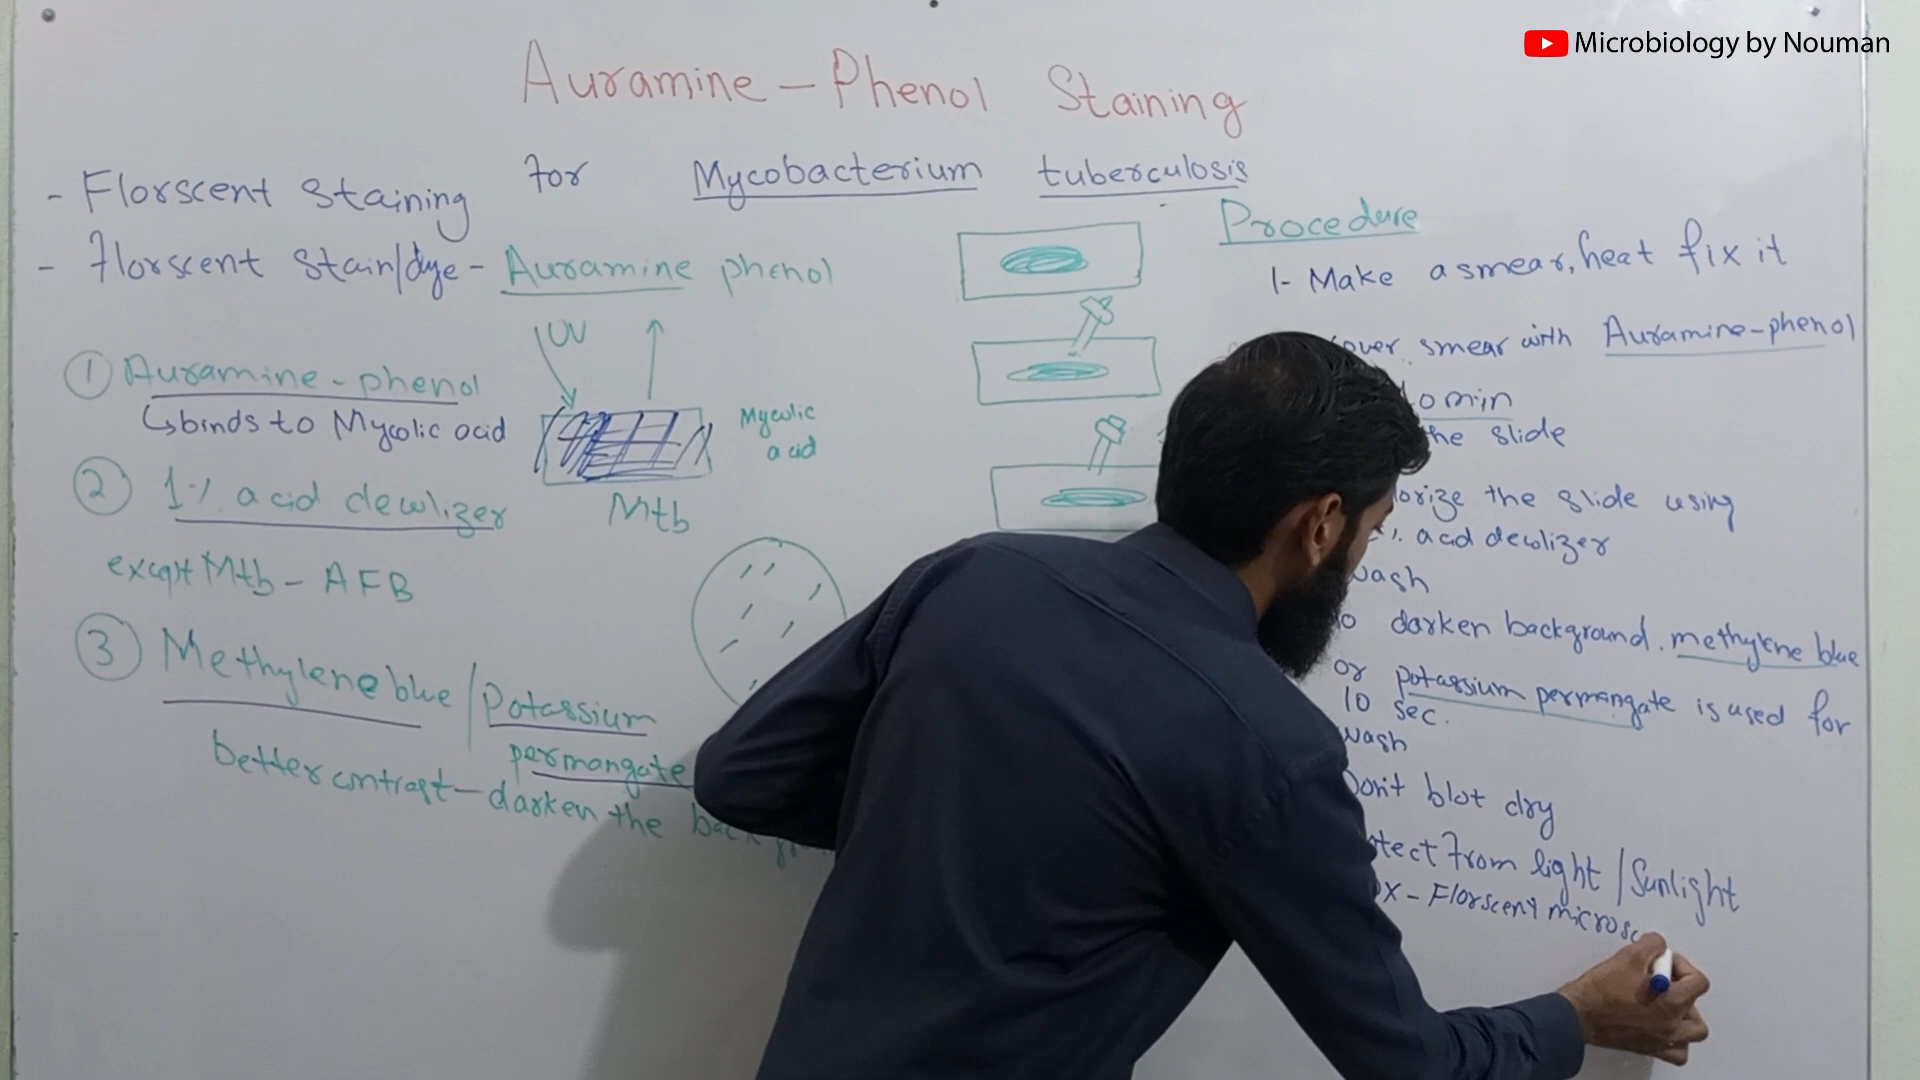 Microbiology by Nouman
Auramine - Phenol Staining
for Mycobacterium tuberculosis
- Florscent Staining
- Florscent Stain/dye - Auramine phenol
UV
① Auramine - phenol
↳ binds to Mycolic acid
Mycolic
acid
Mtb
② 1% acid decolizer
except Mtb - AFB
③ Methylene blue / Potassium
permangate
better contrast - darken the
Procedure
1- Make a smear, heat fix it
smear with Auramine-phenol
min
the slide
the slide using
acid decolizer
wash
darken background. methylene blue
or potassium permangate is used for
10 sec.
wash
Don't blot dry
from light / Sunlight
- Florscent